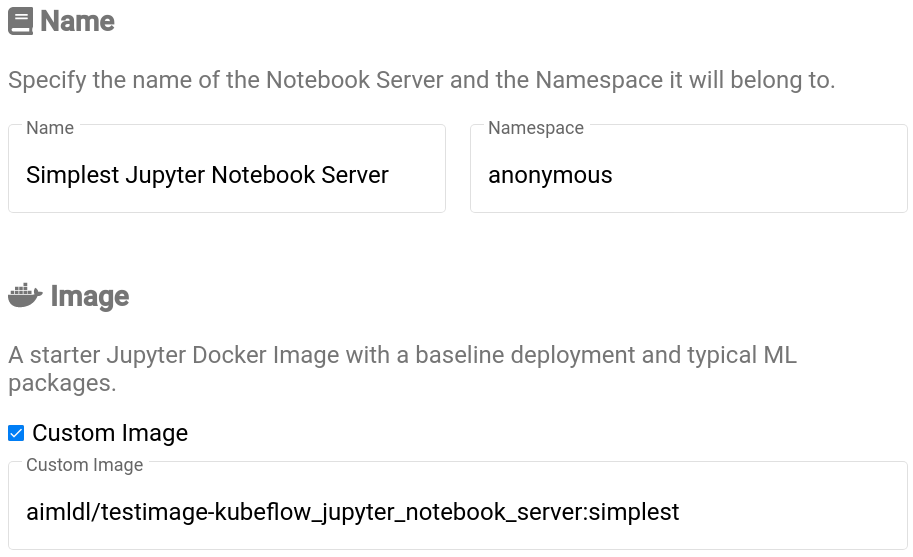 Name
Specify the name of the Notebook Server and the Namespace it will belong to.
Name
Simplest Jupyter Notebook Server
Namespace
anonymous
Image
A starter Jupyter Docker Image with a baseline deployment and typical ML
packages.
Custom Image
Custom Image
aimldl/testimage-kubeflow_jupyter_notebook_server:simplest